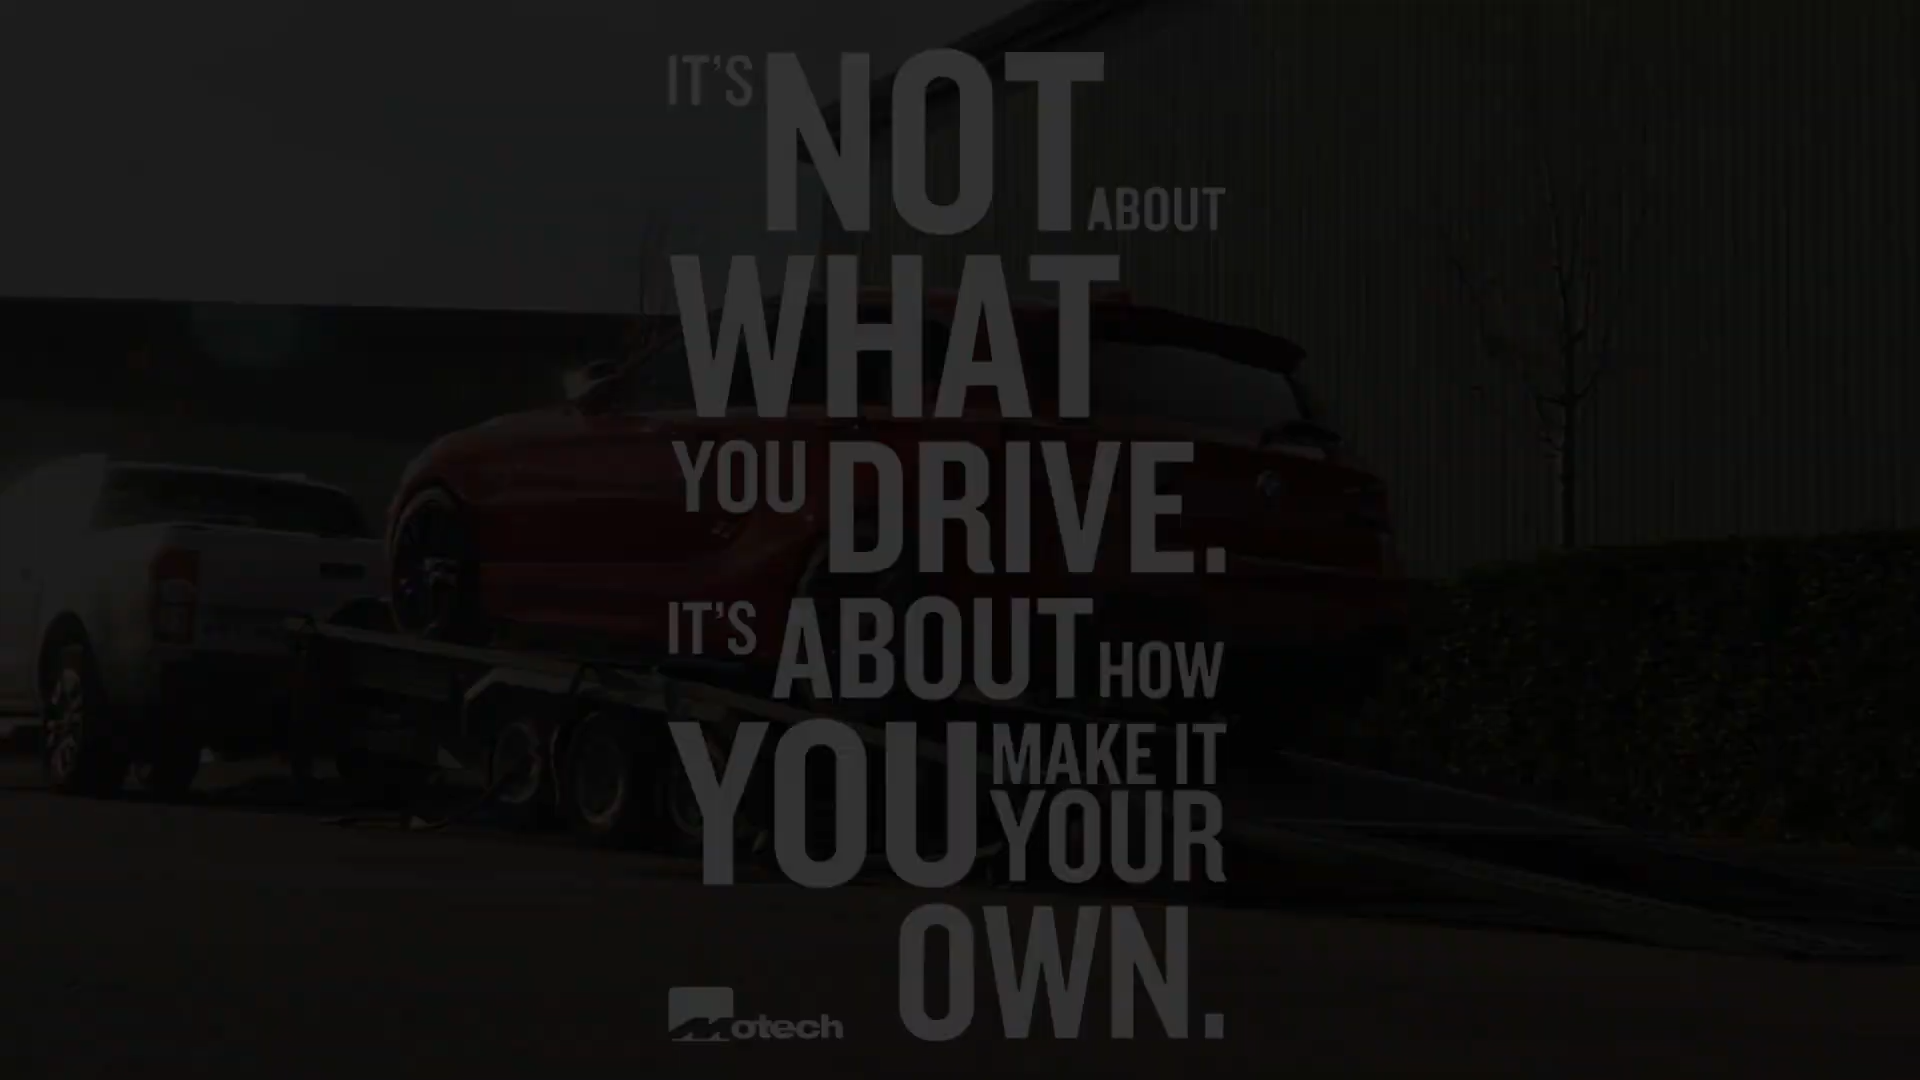 IT'S NOT ABOUT
WHAT
YOU DRIVE.
IT'S ABOUT HOW
YOU MAKE IT
YOUR
OWN.
Motech